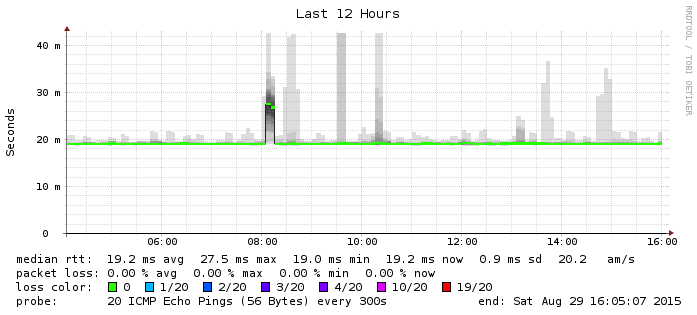 Last 12 Hours
RRDTOOL / TOBI OETIKER
Seconds
40 m
30 m
20 m
10 m
0
06:00 08:00 10:00 12:00 14:00 16:00
median rtt: 19.2 ms avg 27.5 ms max 19.0 ms min 19.2 ms now 0.9 ms sd 20.2 am/s
packet loss: 0.00 % avg 0.00 % max 0.00 % min 0.00 % now
loss color: 0 1/20 2/20 3/20 4/20 10/20 19/20
probe: 20 ICMP Echo Pings (56 Bytes) every 300s end: Sat Aug 29 16:05:07 2015